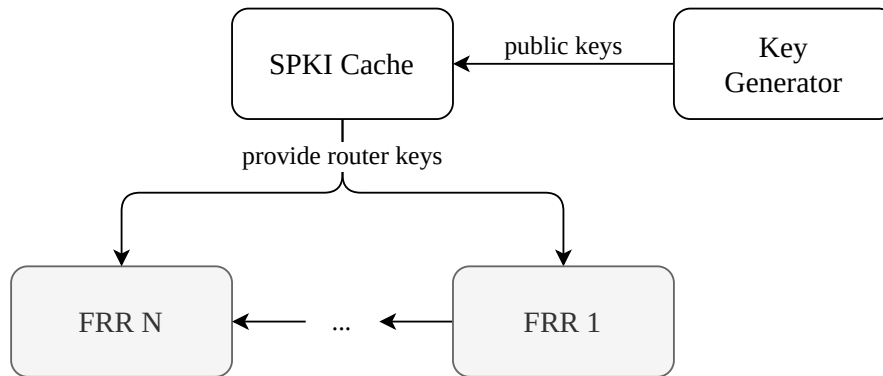 SPKI Cache
public keys
Key
Generator
provide router keys
FRR N
...
FRR 1